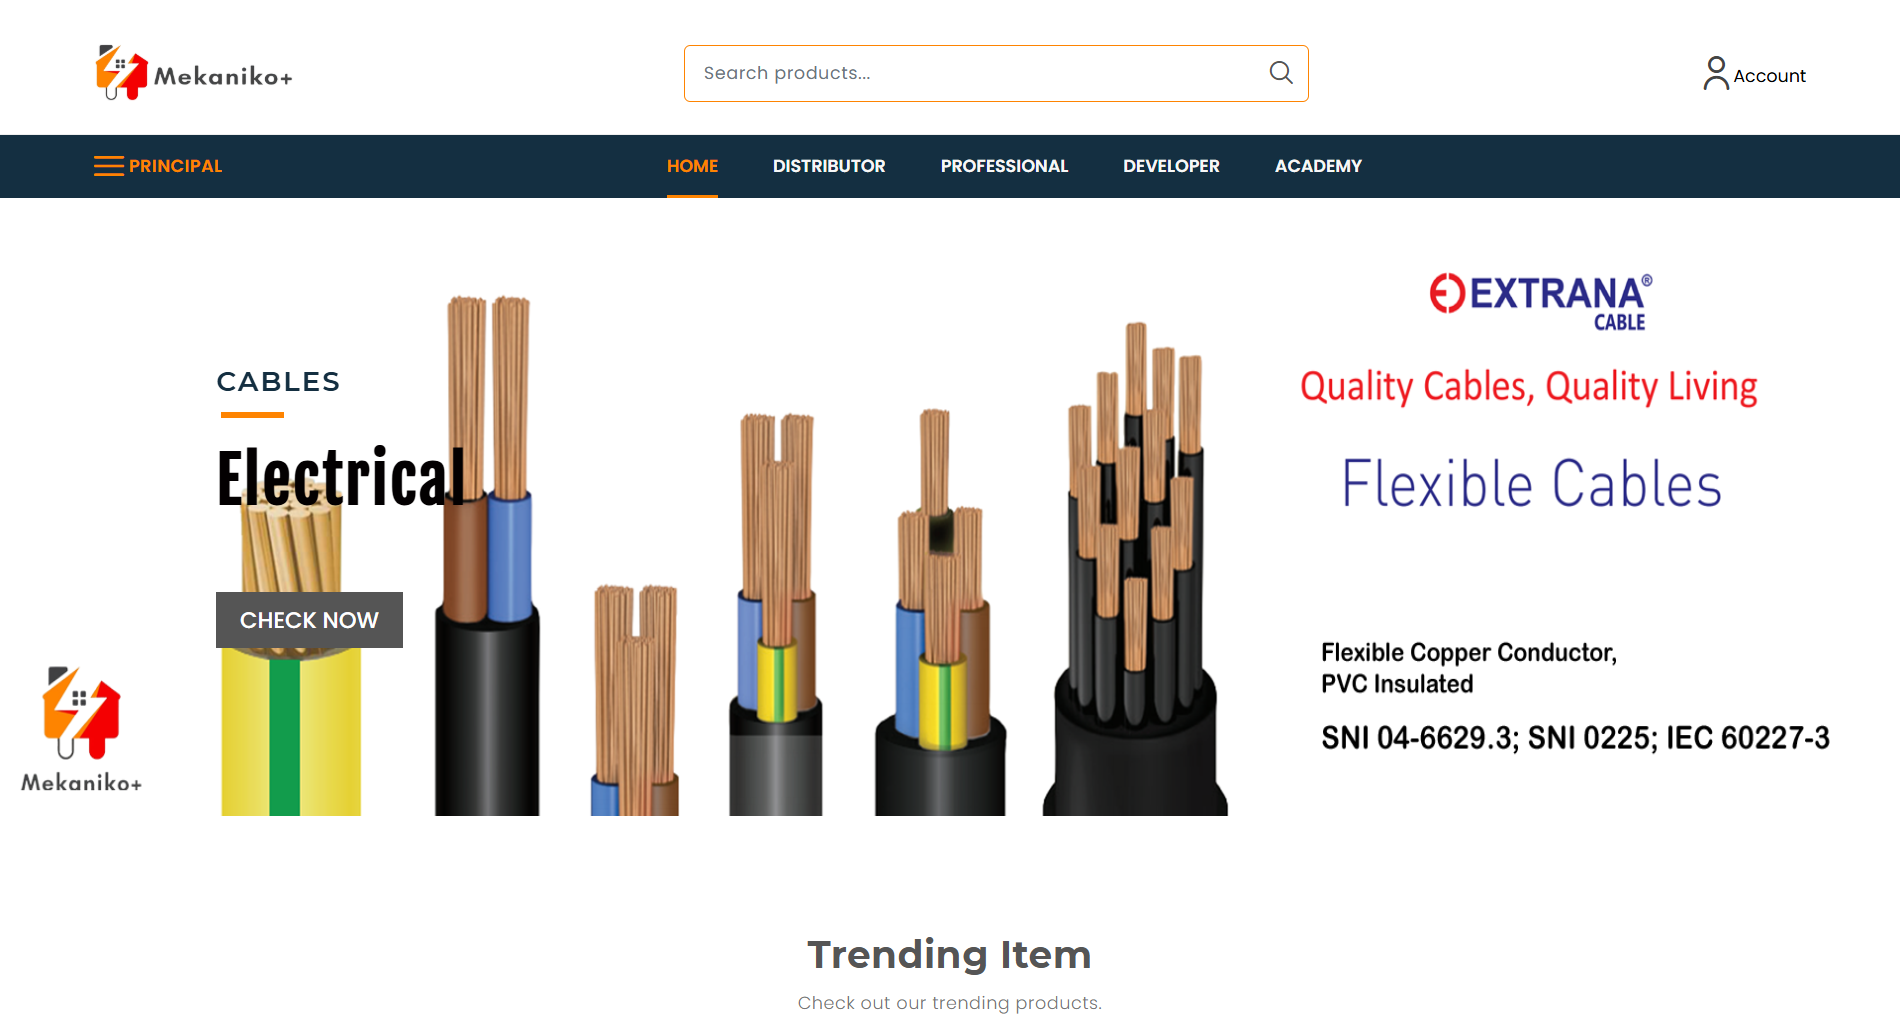 Mekaniko+
Search products...
Account
PRINCIPAL
HOME
DISTRIBUTOR
PROFESSIONAL
DEVELOPER
ACADEMY
CABLES
Electrical
CHECK NOW
Mekaniko+
EXTRANA®
CABLE
Quality Cables, Quality Living
Flexible Cables
Flexible Copper Conductor,
PVC Insulated
SNI 04-6629.3; SNI 0225; IEC 60227-3
Trending Item
Check out our trending products.